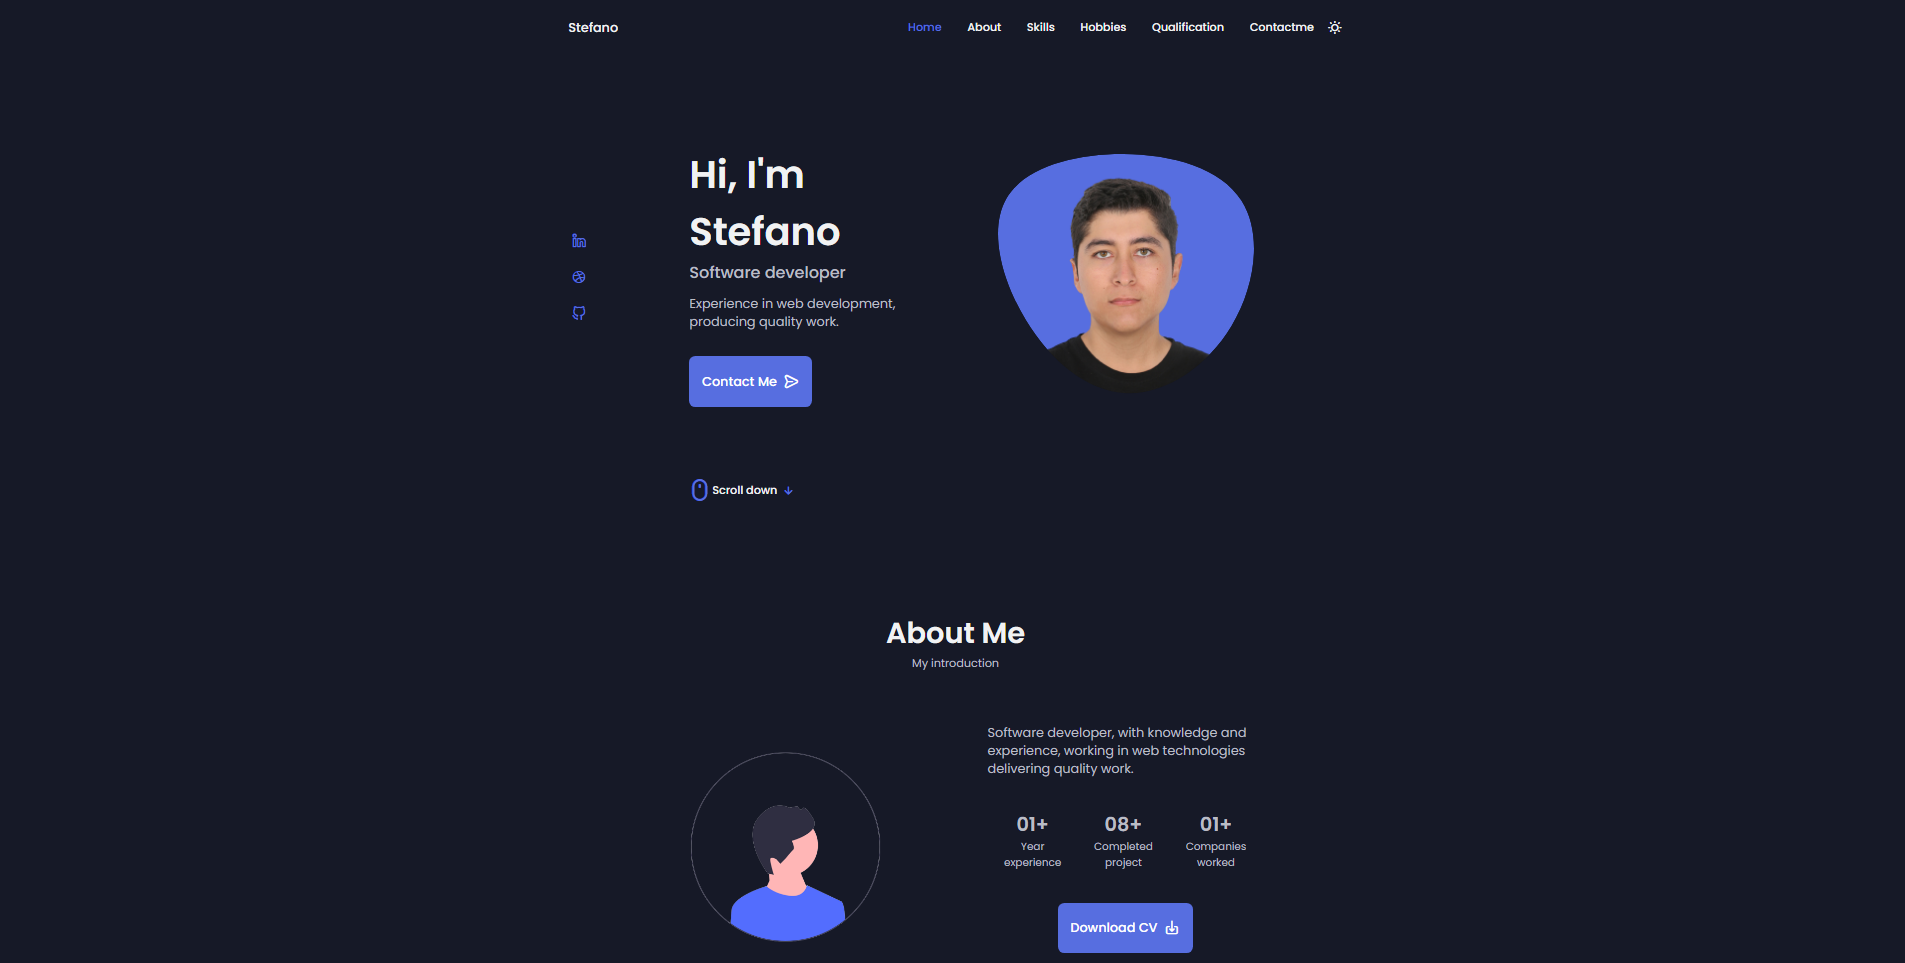 Stefano
Home About Skills Hobbies Qualification Contactme
Hi, I'm
Stefano
Software developer
Experience in web development,
producing quality work.
Contact Me
Scroll down
About Me
My introduction
Software developer, with knowledge and
experience, working in web technologies
delivering quality work.
01+ 08+ 01+
Year Completed Companies
experience project worked
Download CV